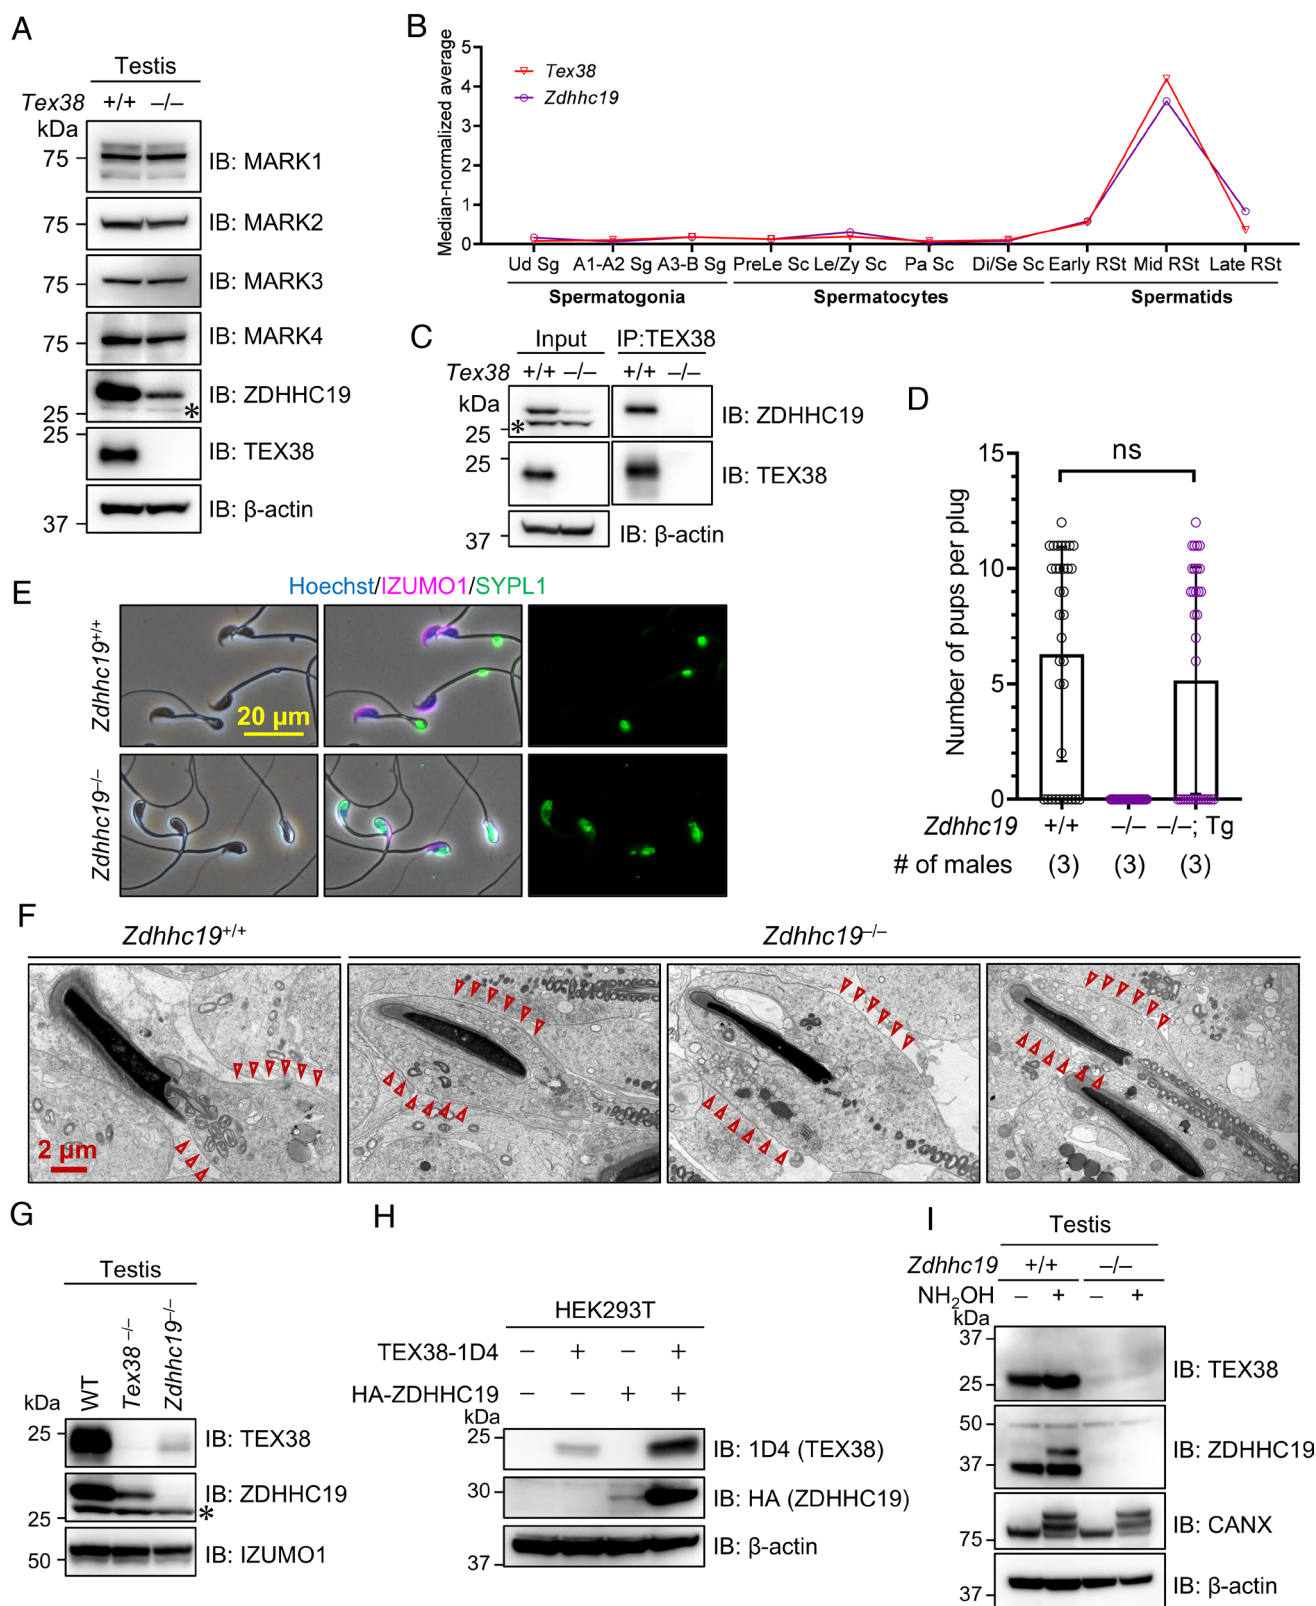 A
Testis
Tex38 +/+ –/–
kDa
75 IB: MARK1
75 IB: MARK2
75 IB: MARK3
75 IB: MARK4
IB: ZDHHC19
25 *
25
IB: TEX38
IB: β-actin
37
B
Median-normalized average
5
4
3
2
1
0
Tex38
Zdhhc19
Ud Sg A1-A2 Sg A3-B Sg PreLe Sc Le/Zy Sc Pa Sc Di/Se Sc Early RSt Mid RSt Late RSt
Spermatogonia Spermatocytes Spermatids
C
Input IP:TEX38
Tex38 +/+ –/– +/+ –/–
kDa
IB: ZDHHC19
* 25
25
IB: TEX38
IB: β-actin
37
D
Number of pups per plug
15
10
5
0
ns
Zdhhc19 +/+ –/– –/–; Tg
# of males (3) (3) (3)
E
Hoechst/IZUMO1/SYPL1
Zdhhc19+/+
20 µm
Zdhhc19–/–
F
Zdhhc19+/+ Zdhhc19–/–
2 µm
G
Testis
WT Tex38 –/– Zdhhc19–/–
kDa
25 IB: TEX38
IB: ZDHHC19
25 *
IB: IZUMO1
50
H
HEK293T
TEX38-1D4 – + – +
HA-ZDHHC19 – – + +
kDa
25 IB: 1D4 (TEX38)
30 IB: HA (ZDHHC19)
IB: β-actin
37
I
Testis
Zdhhc19 +/+ –/–
NH2OH – + – +
kDa
37
IB: TEX38
25
50
IB: ZDHHC19
37
IB: CANX
75
IB: β-actin
37